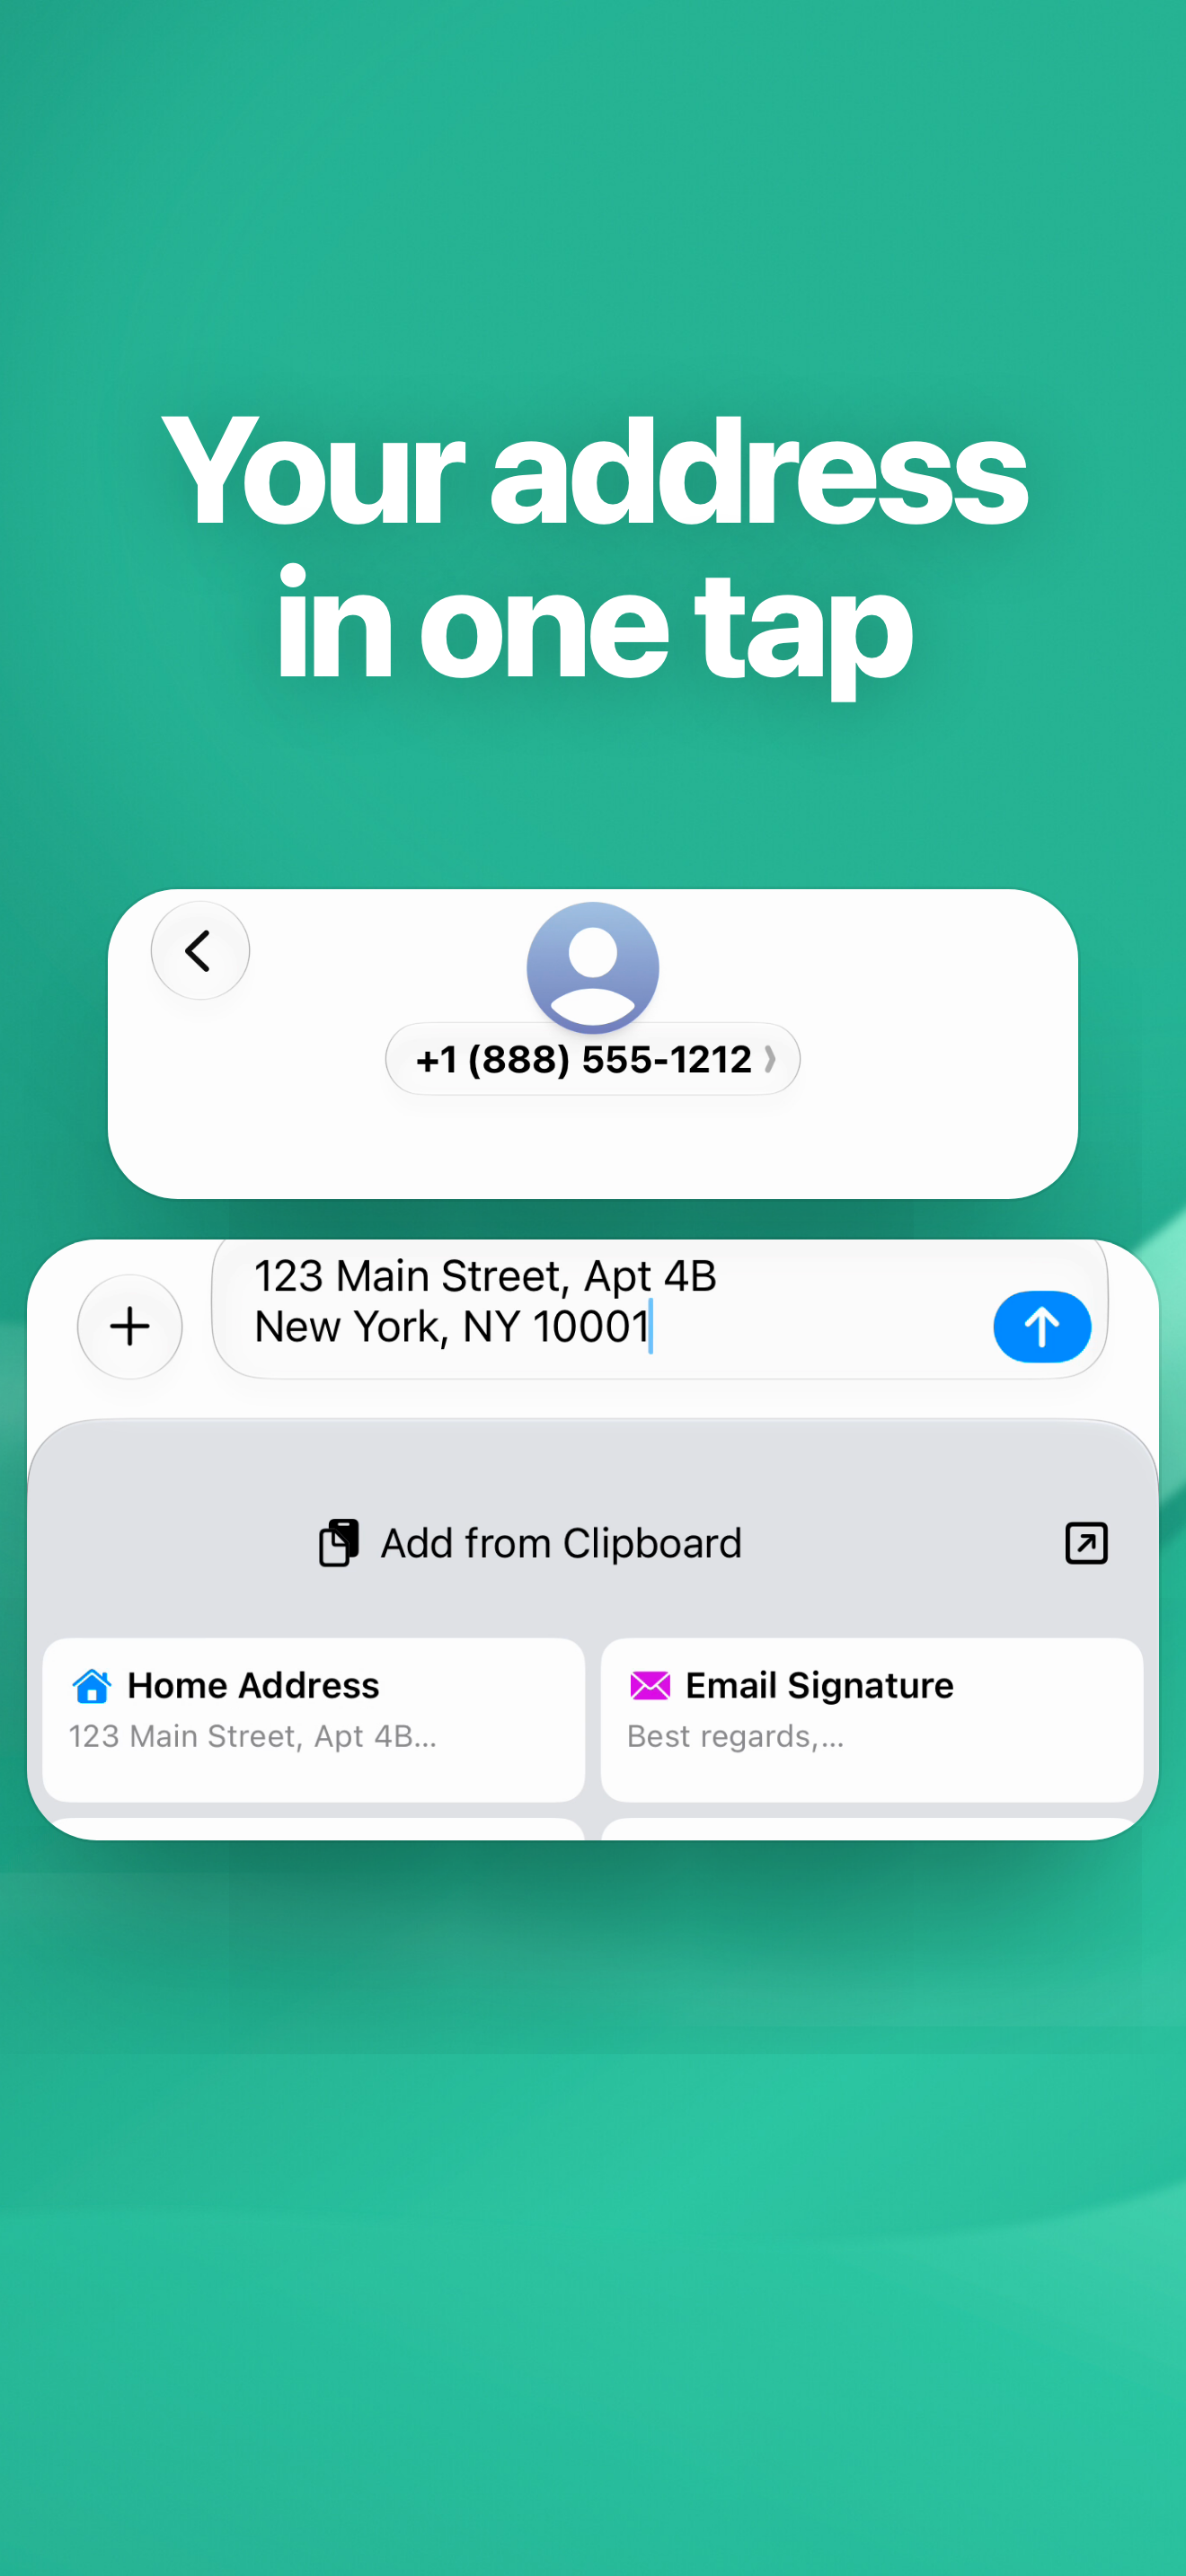 Your address
in one tap
+1 (888) 555-1212
123 Main Street, Apt 4B
New York, NY 10001
Add from Clipboard
Home Address
123 Main Street, Apt 4B...
Email Signature
Best regards,...